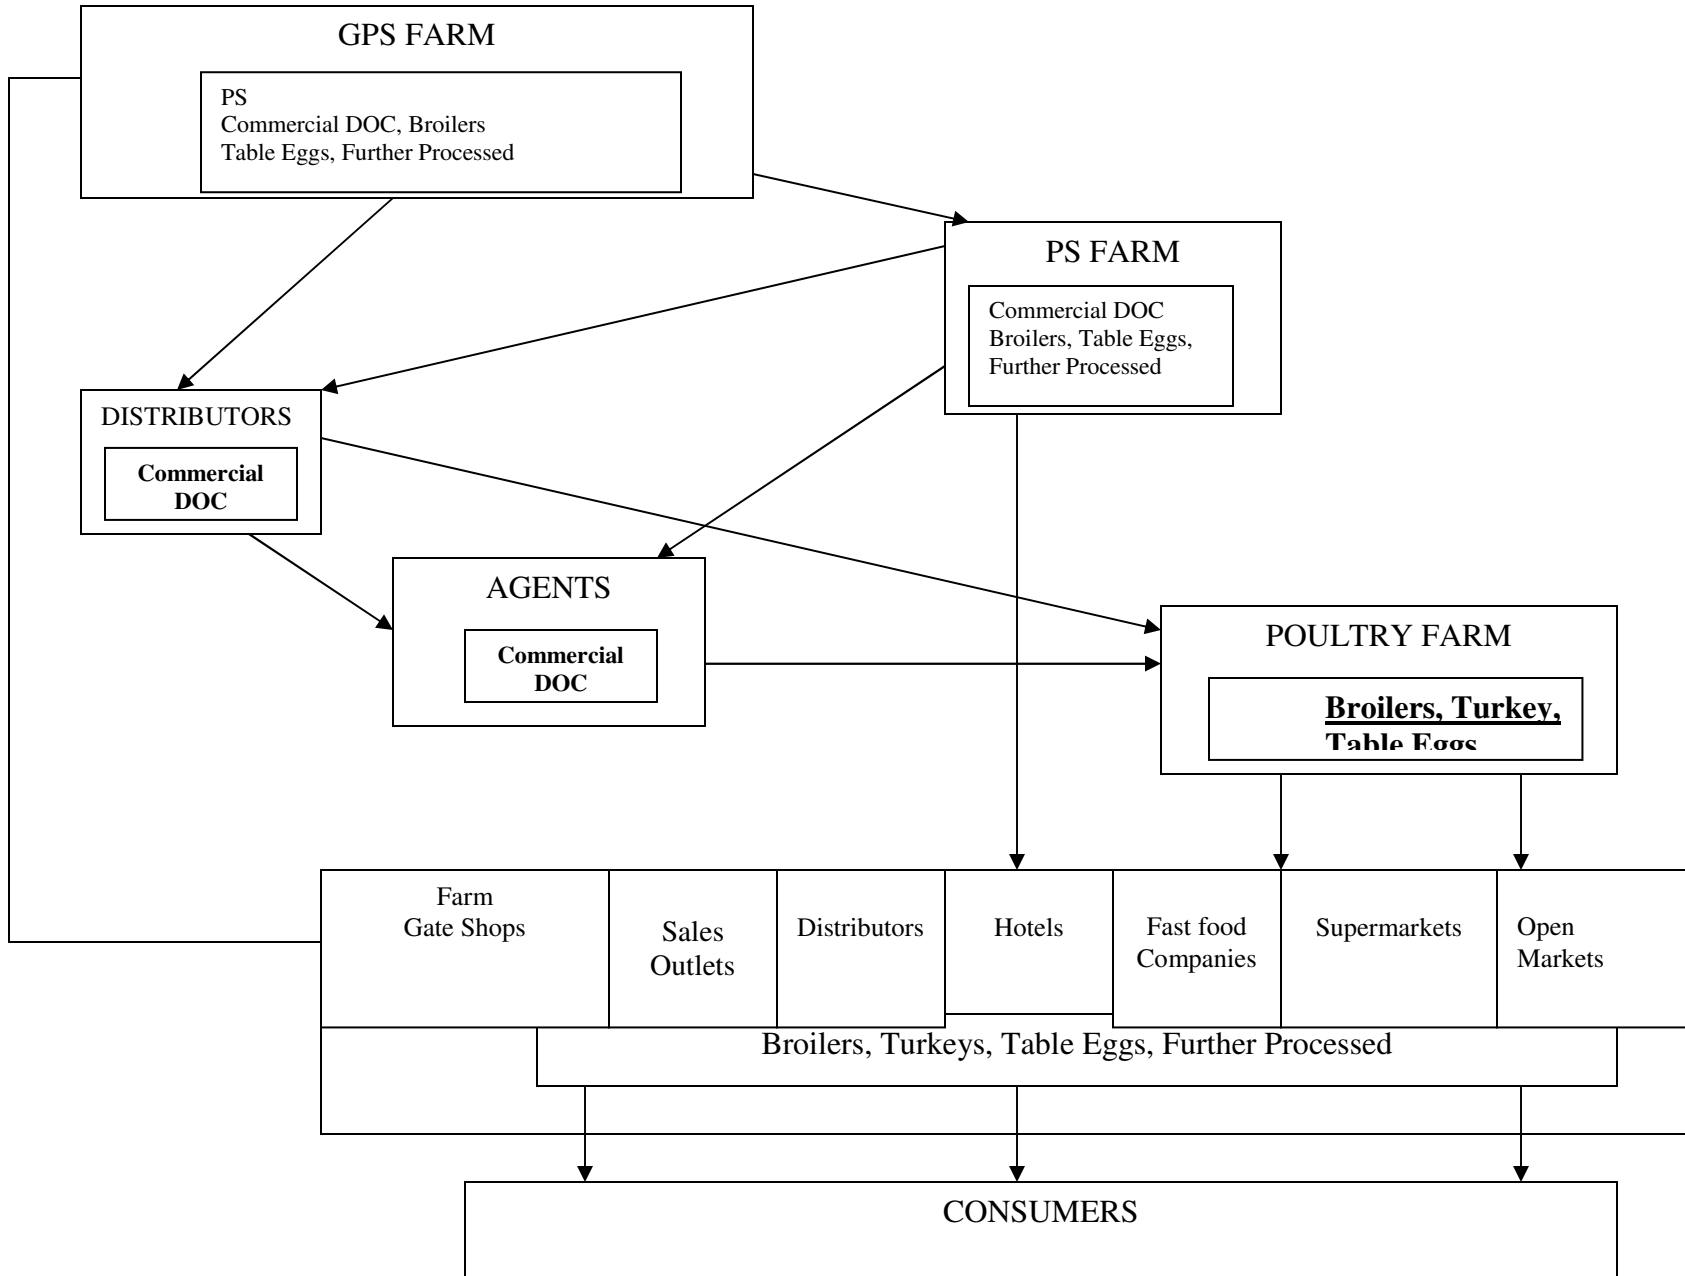 GPS FARM
PS
Commercial DOC, Broilers
Table Eggs, Further Processed
PS FARM
Commercial DOC
Broilers, Table Eggs,
Further Processed
DISTRIBUTORS
Commercial
DOC
AGENTS
Commercial
DOC
POULTRY FARM
Broilers, Turkey,
Table Eggs
Farm
Gate Shops
Sales
Outlets
Distributors
Hotels
Fast food
Companies
Supermarkets
Open
Markets
Broilers, Turkeys, Table Eggs, Further Processed
CONSUMERS